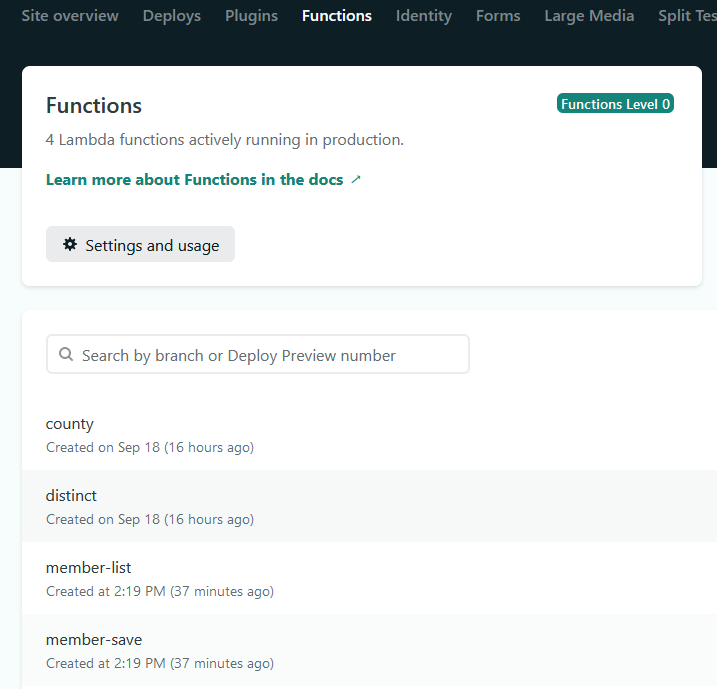 Site overview Deploys Plugins Functions Identity Forms Large Media Split Tes
Functions
Functions Level 0
4 Lambda functions actively running in production.
Learn more about Functions in the docs ↗
Settings and usage
Search by branch or Deploy Preview number
county
Created on Sep 18 (16 hours ago)
distinct
Created on Sep 18 (16 hours ago)
member-list
Created at 2:19 PM (37 minutes ago)
member-save
Created at 2:19 PM (37 minutes ago)